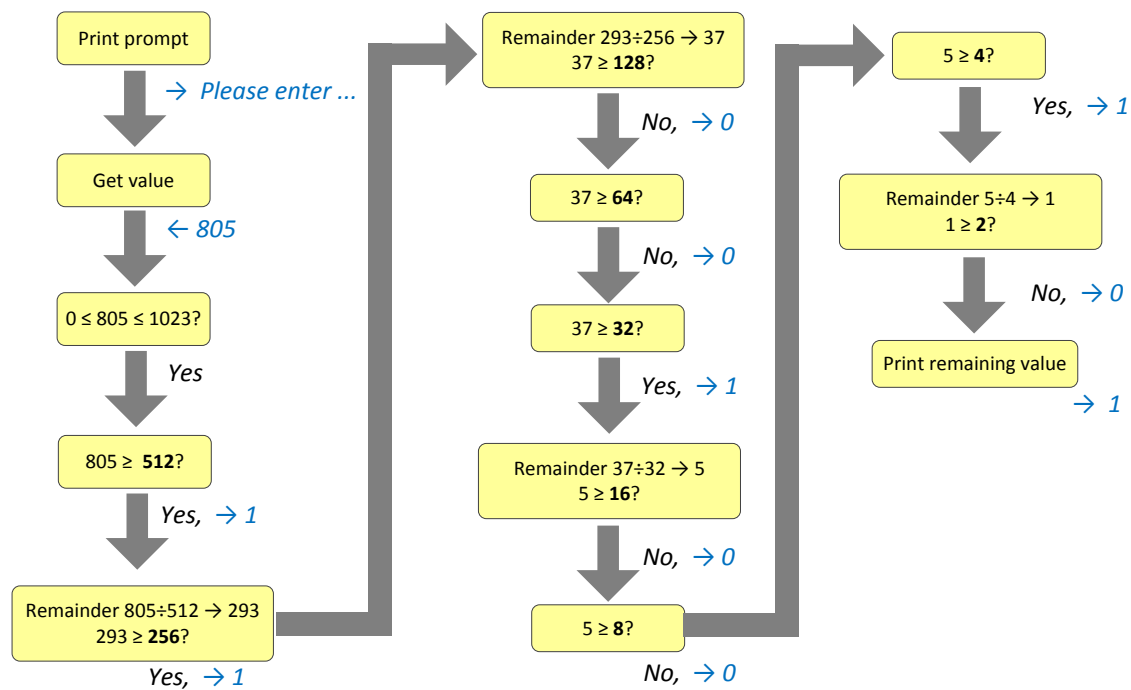 Print prompt
→ Please enter ...
Get value
← 805
0 ≤ 805 ≤ 1023?
Yes
805 ≥ 512?
Yes, → 1
Remainder 805÷512 → 293
293 ≥ 256?
Yes, → 1
Remainder 293÷256 → 37
37 ≥ 128?
No, → 0
37 ≥ 64?
No, → 0
37 ≥ 32?
Yes, → 1
Remainder 37÷32 → 5
5 ≥ 16?
No, → 0
5 ≥ 8?
No, → 0
5 ≥ 4?
Yes, → 1
Remainder 5÷4 → 1
1 ≥ 2?
No, → 0
Print remaining value
→ 1